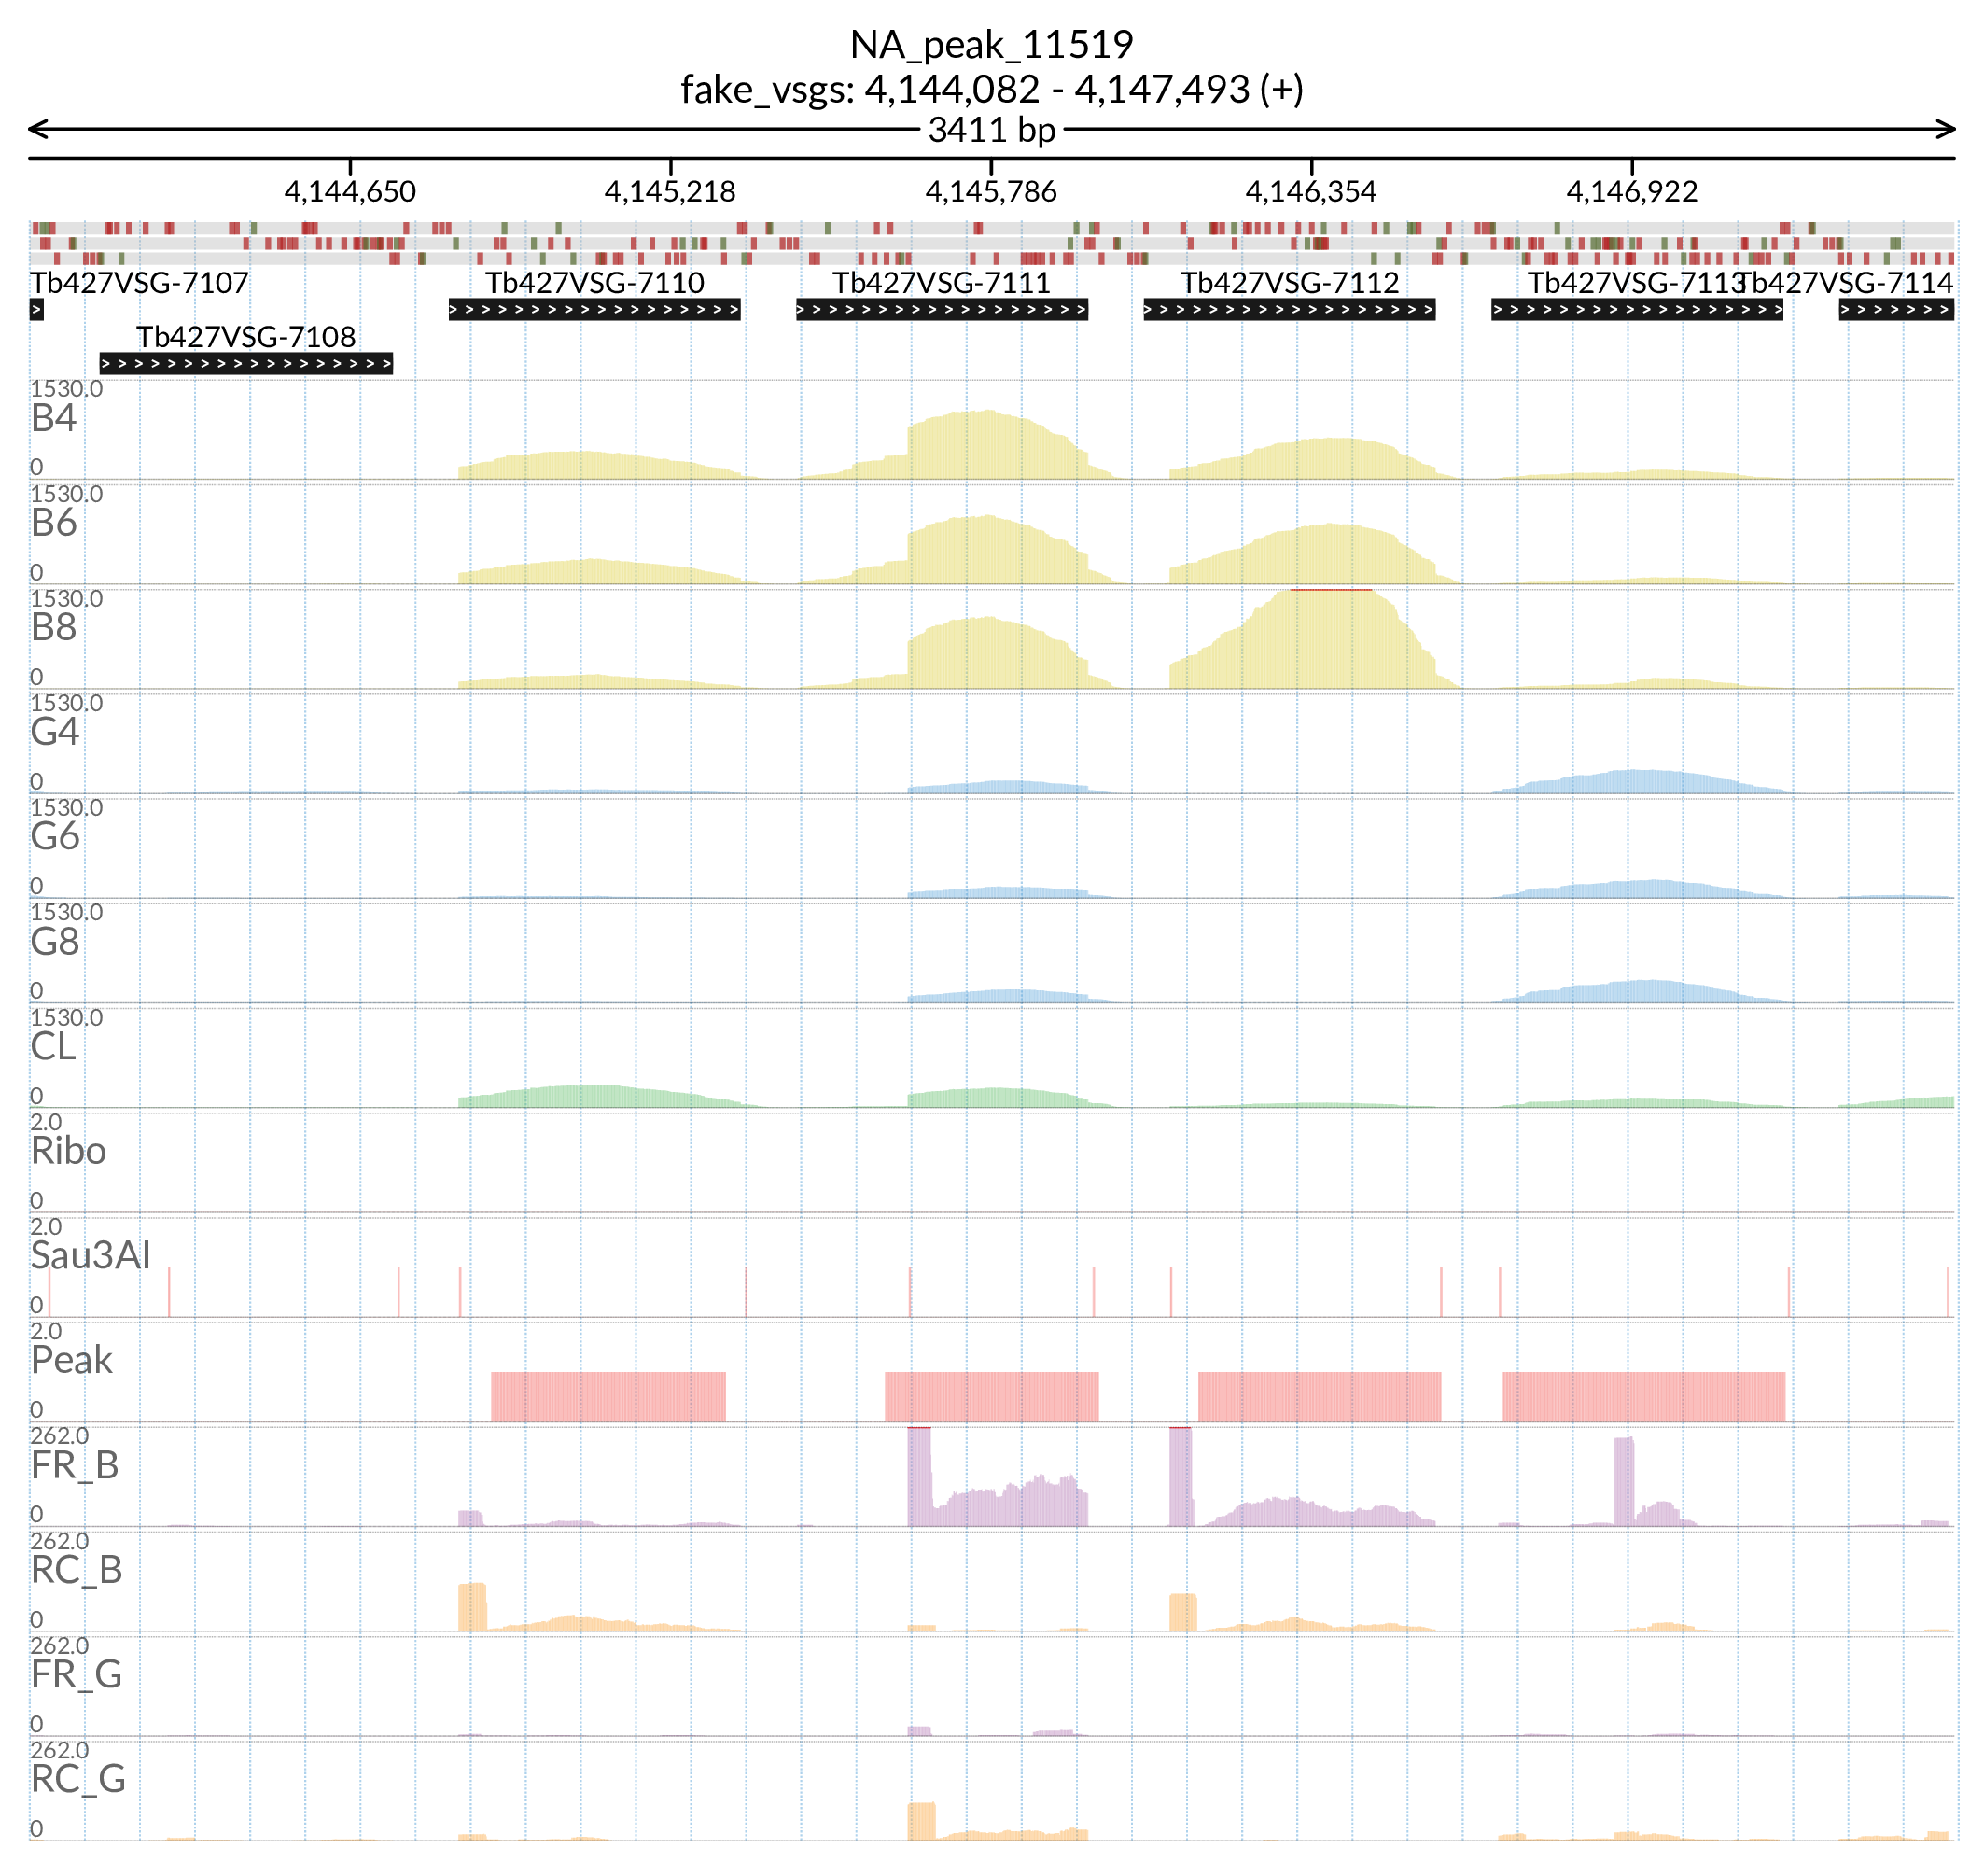 NA_peak_11519
fake_vsgs: 4,144,082 - 4,147,493 (+)
3411 bp
4,144,650 4,145,218 4,145,786 4,146,354 4,146,922
Tb427VSG-7107 Tb427VSG-7110 Tb427VSG-7111 Tb427VSG-7112 Tb427VSG-7113 Tb427VSG-7114
Tb427VSG-7108
1530.0
B4
0
1530.0
B6
0
1530.0
B8
0
1530.0
G4
0
1530.0
G6
0
1530.0
G8
0
1530.0
CL
0
2.0
Ribo
0
2.0
Sau3AI
0
2.0
Peak
0
262.0
FR_B
0
262.0
RC_B
0
262.0
FR_G
0
262.0
RC_G
0